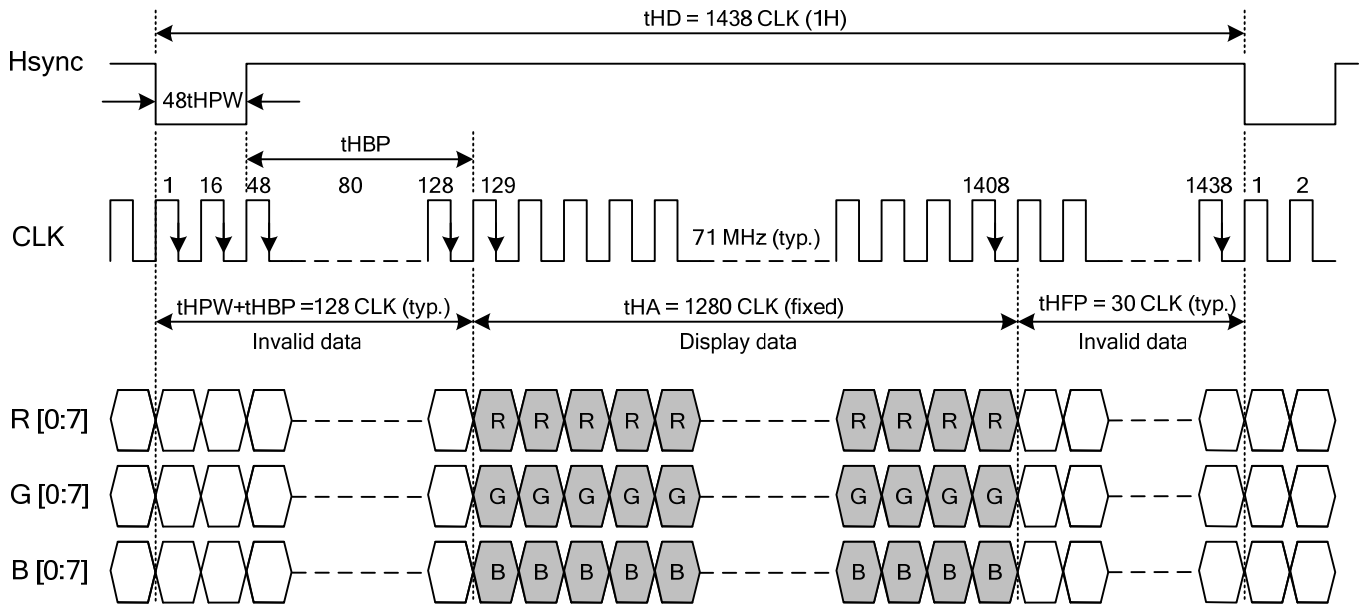 tHD = 1438 CLK (1H)
Hsync
48tHPW
tHBP
1 16 48 80 128 129 1408 1438 1 2
CLK
71 MHz (typ.)
tHPW+tHBP =128 CLK (typ.) tHA = 1280 CLK (fixed) tHFP = 30 CLK (typ.)
Invalid data Display data Invalid data
R [0:7] R R R R R R R R R
G [0:7] G G G G G G G G G
B [0:7] B B B B B B B B B